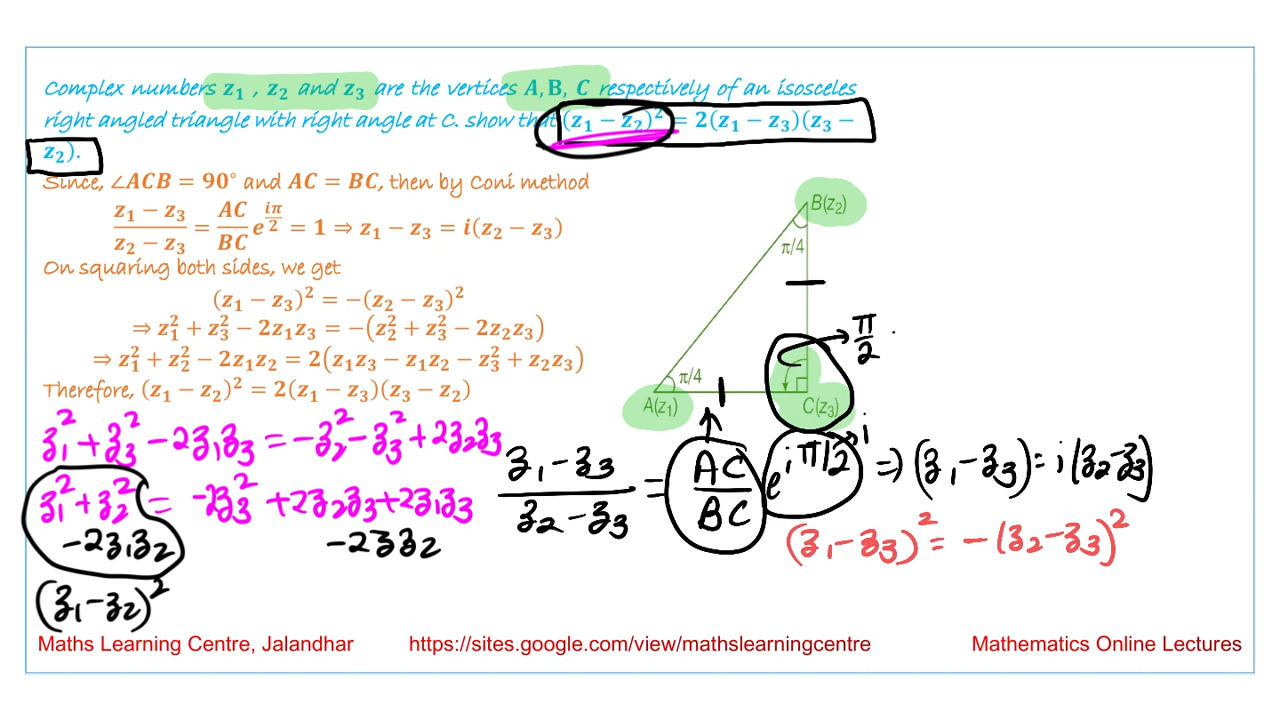 Complex numbers z₁ , z₂ and z₃ are the vertices A, B, C respectively of an isosceles
right angled triangle with right angle at C. show that (z₁ − z₂)² = 2(z₁ − z₃)(z₃ −
z₂).
Since, ∠ACB = 90° and AC = BC, then by Coni method
(z₁ − z₃)/(z₂ − z₃) = AC/BC e^(iπ/2) = 1 ⇒ z₁ − z₃ = i(z₂ − z₃)
On squaring both sides, we get
(z₁ − z₃)² = −(z₂ − z₃)²
⇒ z₁² + z₃² − 2z₁z₃ = −(z₂² + z₃² − 2z₂z₃)
⇒ z₁² + z₂² − 2z₁z₂ = 2(z₁z₃ − z₁z₂ − z₃² + z₂z₃)
Therefore, (z₁ − z₂)² = 2(z₁ − z₃)(z₃ − z₂)
B(z₂)
π/4
π/2
π/4
A(z₁)
C(z₃)
z₁² + z₃² − 2z₁z₃ = −z₂² − z₃² + 2z₂z₃
z₁² + z₂² = −2z₃² + 2z₂z₃ + 2z₁z₃
−2z₁z₂ −2z₁z₂
(z₁ − z₂)²
(z₁ − z₃)/(z₂ − z₃) = AC/BC e^(iπ/2) → i ⇒ (z₁ − z₃) = i(z₂ − z₃)
(z₁ − z₃)² = −(z₂ − z₃)²
Maths Learning Centre, Jalandhar https://sites.google.com/view/mathslearningcentre Mathematics Online Lectures